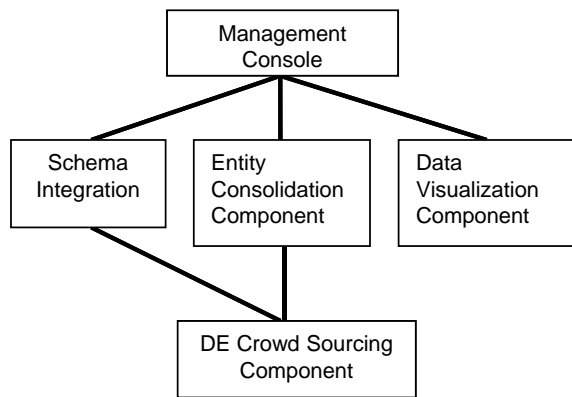 Management
Console
Schema
Integration
Entity
Consolidation
Component
Data
Visualization
Component
DE Crowd Sourcing
Component